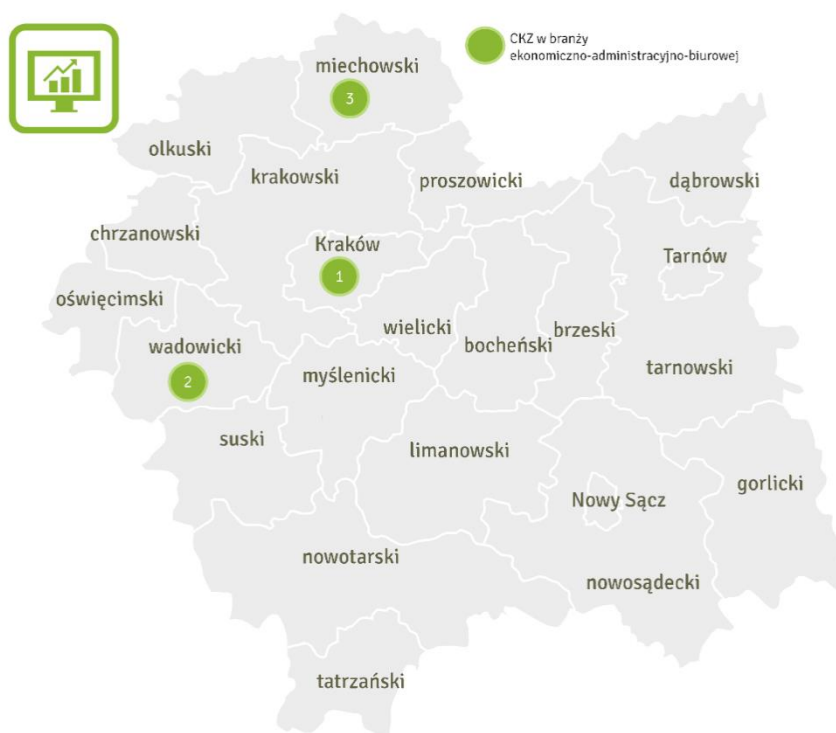 CKZ w branży
ekonomiczno-administracyjno-biurowej
miechowski
3
olkuski
krakowski
proszowicki
dąbrowski
chrzanowski
Kraków
1
Tarnów
oświęcimski
wielicki
bocheński
brzeski
wadowicki
2
myślenicki
tarnowski
suski
limanowski
Nowy Sącz
gorlicki
nowotarski
nowosądecki
tatrzański